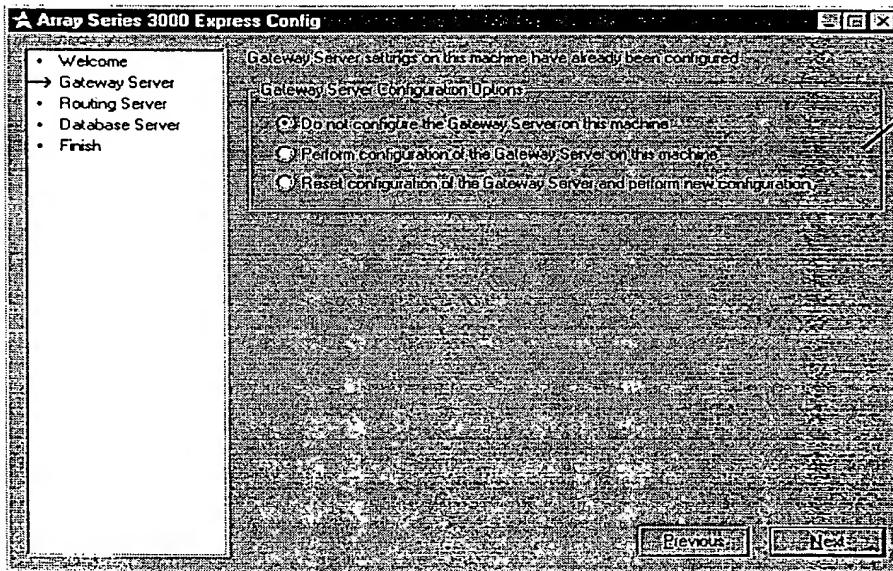 Array Series 3000 Express Config
Welcome
Gateway Server
Routing Server
Database Server
Finish
Gateway Server settings on this machine have already been configured.
Gateway Server Configuration Options
Do not configure the Gateway Server on this machine
Perform configuration of the Gateway Server on this machine
Reset configuration of the Gateway Server and perform new configuration.
Previous
Next